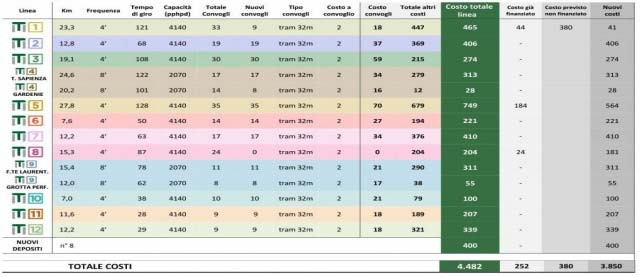 Linea Km Frequenza Tempo di giro Capacità (pphpd) Totale Convogli Nuovi convogli Tipo convogli Costo a convoglio Costo convogli Totale altri costi Costo totale linea Costo già finanziato Costo previsto non finanziato Nuovi costi
T 1 23,3 4' 121 4140 33 9 tram 32m 2 18 447 465 44 380 41
T 2 12,8 4' 68 4140 19 19 tram 32m 2 37 369 406 - 406
T 3 19,1 4' 108 4140 30 30 tram 32m 2 59 215 274 - 274
T 4 T. SAPIENZA 24,6 8' 122 2070 17 17 tram 32m 2 34 279 313 - 313
T 4 GARDENIE 20,2 8' 101 2070 14 8 tram 32m 2 16 12 28 - 28
T 5 27,8 4' 128 4140 35 35 tram 32m 2 70 679 749 184 564
T 6 7,6 4' 50 4140 14 14 tram 32m 2 27 194 221 - 221
T 7 12,2 4' 63 4140 17 17 tram 32m 2 34 376 410 - 410
T 8 15,3 4' 87 4140 24 0 tram 32m 2 0 204 204 24 181
T 9 F.TE LAURENT. 15,4 8' 78 2070 11 11 tram 32m 2 21 290 311 - 311
T 9 GROTTA PERF. 12,0 8' 62 2070 8 8 tram 32m 2 17 38 55 - 55
T 10 7,0 4' 38 4140 10 10 tram 32m 2 21 79 100 - 100
T 11 11,6 4' 28 4140 9 9 tram 32m 2 18 189 207 - 207
T 12 12,2 4' 29 4140 9 9 tram 32m 2 18 321 339 - 339
NUOVI DEPOSITI n° 8 400 - 400
TOTALE COSTI 4.482 252 380 3.850